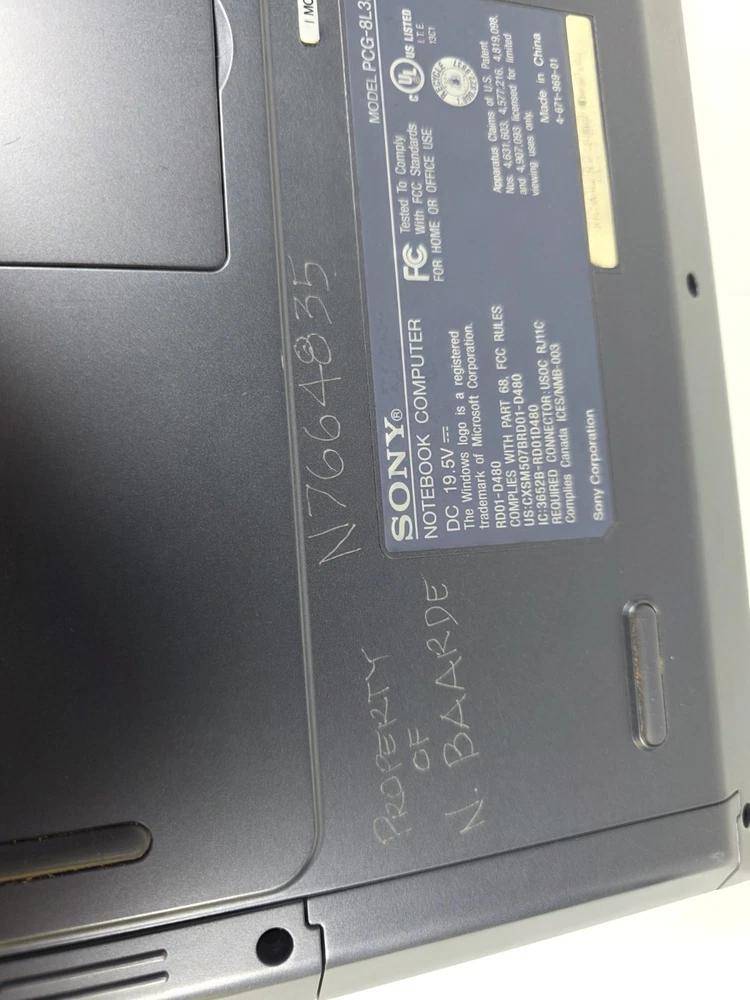 MODEL PCG-8L3
UL US LISTED
I.T.E.
13C1
FC Tested To Comply
With FCC Standards
FOR HOME OR OFFICE USE
Apparatus Claims of U.S. Patent
Nos. 4,631,603, 4,577,216, 4,819,098,
and 4,907,093 licensed for limited
viewing uses only.
Made in China
4-671-969-01
SONY®
NOTEBOOK COMPUTER
DC 19.5V
The Windows logo is a registered
trademark of Microsoft Corporation.
RD01-D480
COMPLIES WITH PART 68, FCC RULES
US:CXSM507BRD01-D480
IC:3652B-RD01D480
REQUIRED CONNECTOR:USOC RJ11C
Complies Canada ICES/NMB-003
Sony Corporation
N7664835
PROPERTY
OF
N. BAARDE